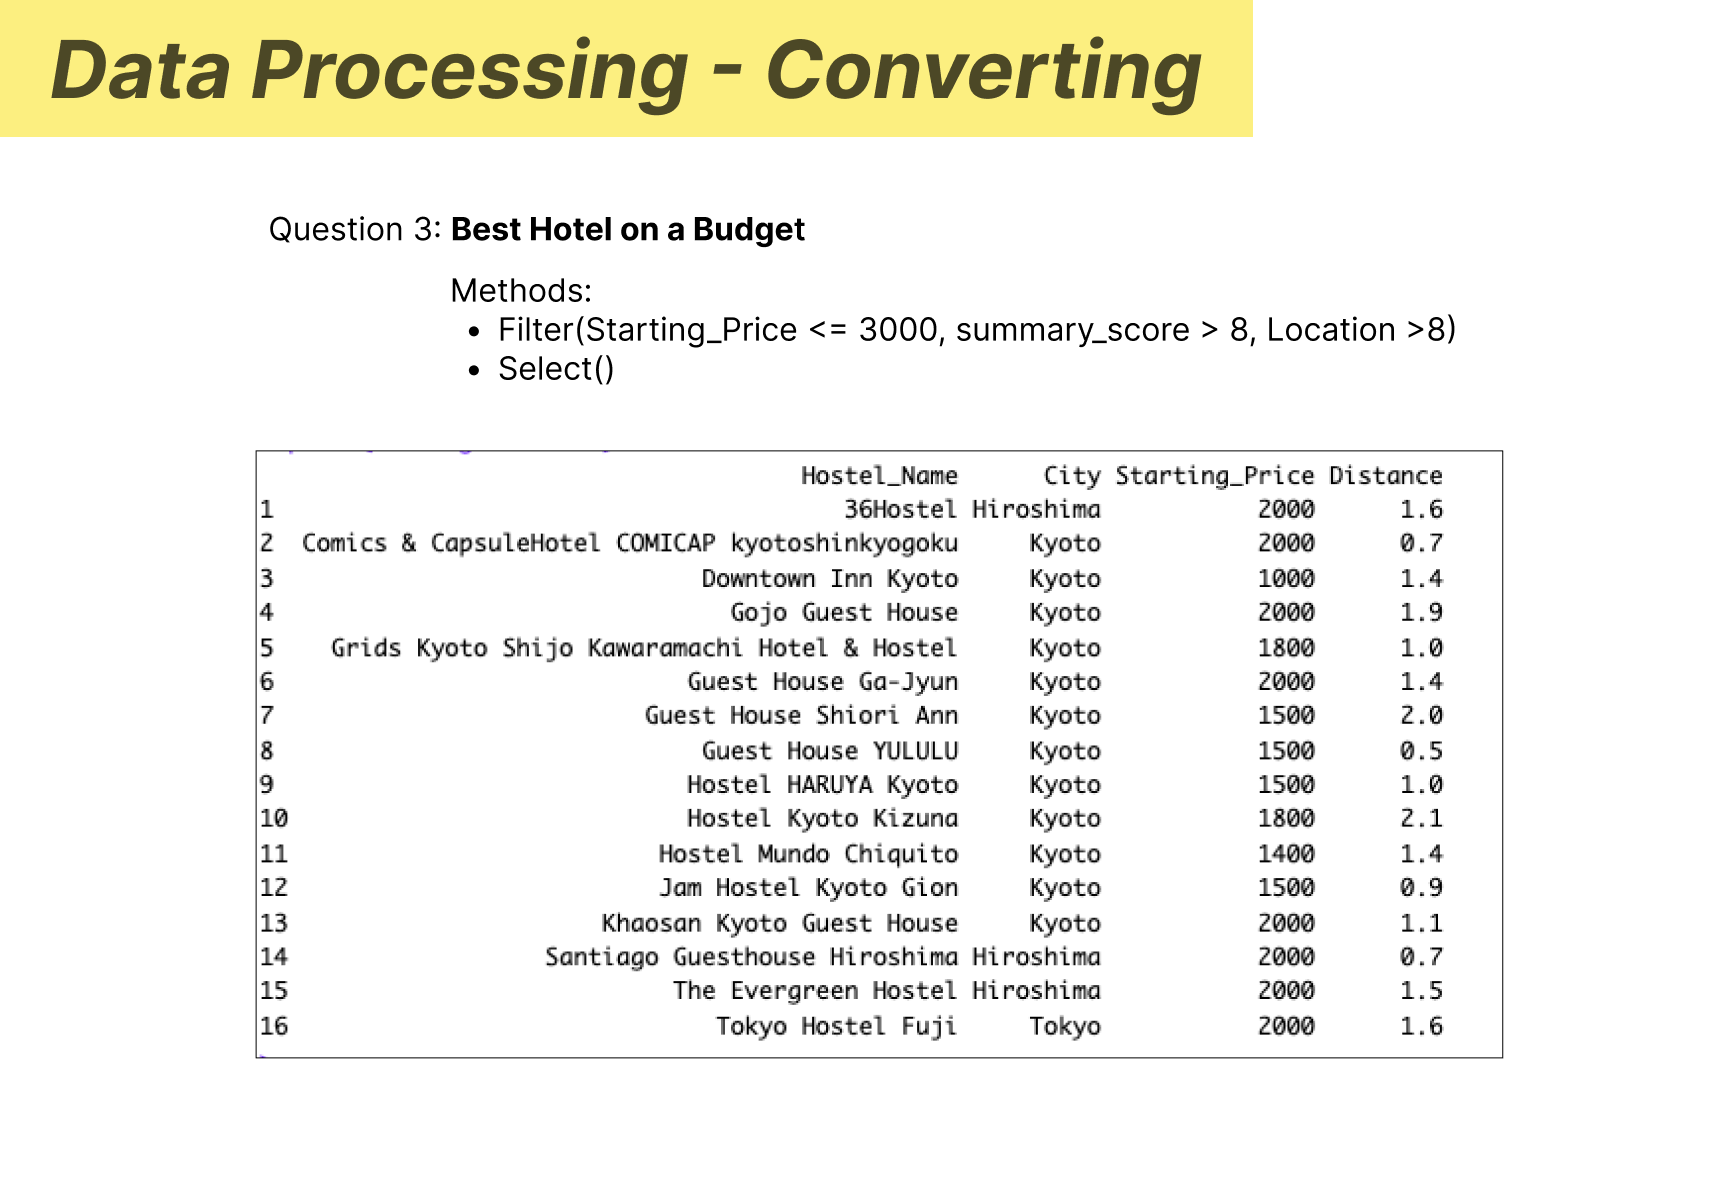 Data Processing - Converting
Question 3: Best Hotel on a Budget
Methods:
• Filter(Starting_Price <= 3000, summary_score > 8, Location >8)
• Select()
Hostel_Name City Starting_Price Distance
1 36Hostel Hiroshima 2000 1.6
2 Comics & CapsuleHotel COMICAP kyotoshinkyogoku Kyoto 2000 0.7
3 Downtown Inn Kyoto Kyoto 1000 1.4
4 Gojo Guest House Kyoto 2000 1.9
5 Grids Kyoto Shijo Kawaramachi Hotel & Hostel Kyoto 1800 1.0
6 Guest House Ga-Jyun Kyoto 2000 1.4
7 Guest House Shiori Ann Kyoto 1500 2.0
8 Guest House YULULU Kyoto 1500 0.5
9 Hostel HARUYA Kyoto Kyoto 1500 1.0
10 Hostel Kyoto Kizuna Kyoto 1800 2.1
11 Hostel Mundo Chiquito Kyoto 1400 1.4
12 Jam Hostel Kyoto Gion Kyoto 1500 0.9
13 Khaosan Kyoto Guest House Kyoto 2000 1.1
14 Santiago Guesthouse Hiroshima Hiroshima 2000 0.7
15 The Evergreen Hostel Hiroshima 2000 1.5
16 Tokyo Hostel Fuji Tokyo 2000 1.6